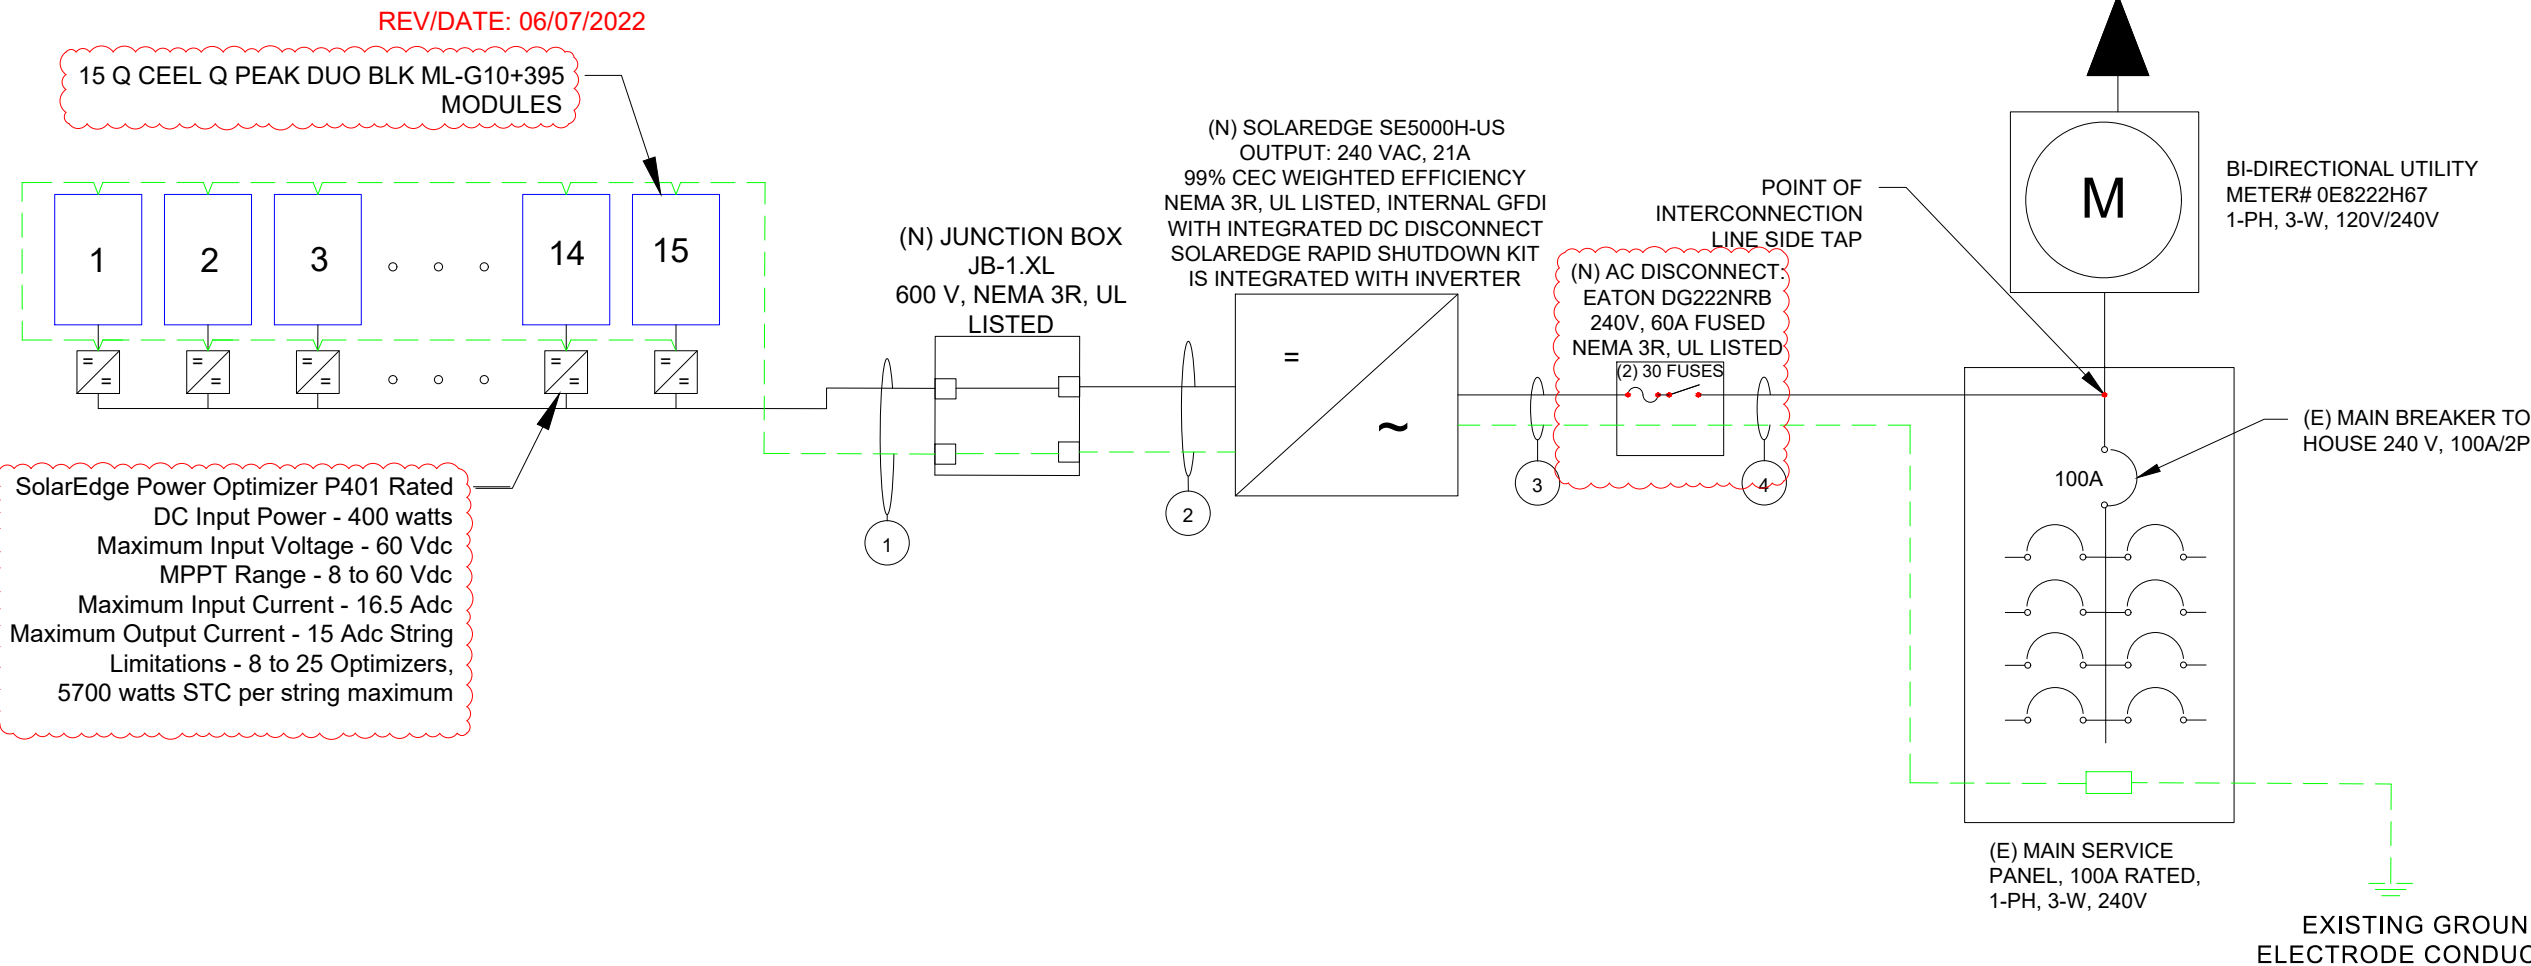 REV/DATE: 06/07/2022
15 Q CEEL Q PEAK DUO BLK ML-G10+395
MODULES
1
2
3
14
15
=
=
=
=
=
=
=
=
=
=
SolarEdge Power Optimizer P401 Rated
DC Input Power - 400 watts
Maximum Input Voltage - 60 Vdc
MPPT Range - 8 to 60 Vdc
Maximum Input Current - 16.5 Adc
Maximum Output Current - 15 Adc String
Limitations - 8 to 25 Optimizers,
5700 watts STC per string maximum
(N) JUNCTION BOX
JB-1.XL
600 V, NEMA 3R, UL
LISTED
1
2
(N) SOLAREDGE SE5000H-US
OUTPUT: 240 VAC, 21A
99% CEC WEIGHTED EFFICIENCY
NEMA 3R, UL LISTED, INTERNAL GFDI
WITH INTEGRATED DC DISCONNECT
SOLAREDGE RAPID SHUTDOWN KIT
IS INTEGRATED WITH INVERTER
=
~
3
(N) AC DISCONNECT:
EATON DG222NRB
240V, 60A FUSED
NEMA 3R, UL LISTED
(2) 30 FUSES
4
POINT OF
INTERCONNECTION
LINE SIDE TAP
M
BI-DIRECTIONAL UTILITY
METER# 0E8222H67
1-PH, 3-W, 120V/240V
(E) MAIN BREAKER TO
HOUSE 240 V, 100A/2P
100A
(E) MAIN SERVICE
PANEL, 100A RATED,
1-PH, 3-W, 240V
EXISTING GROUN
ELECTRODE CONDUC